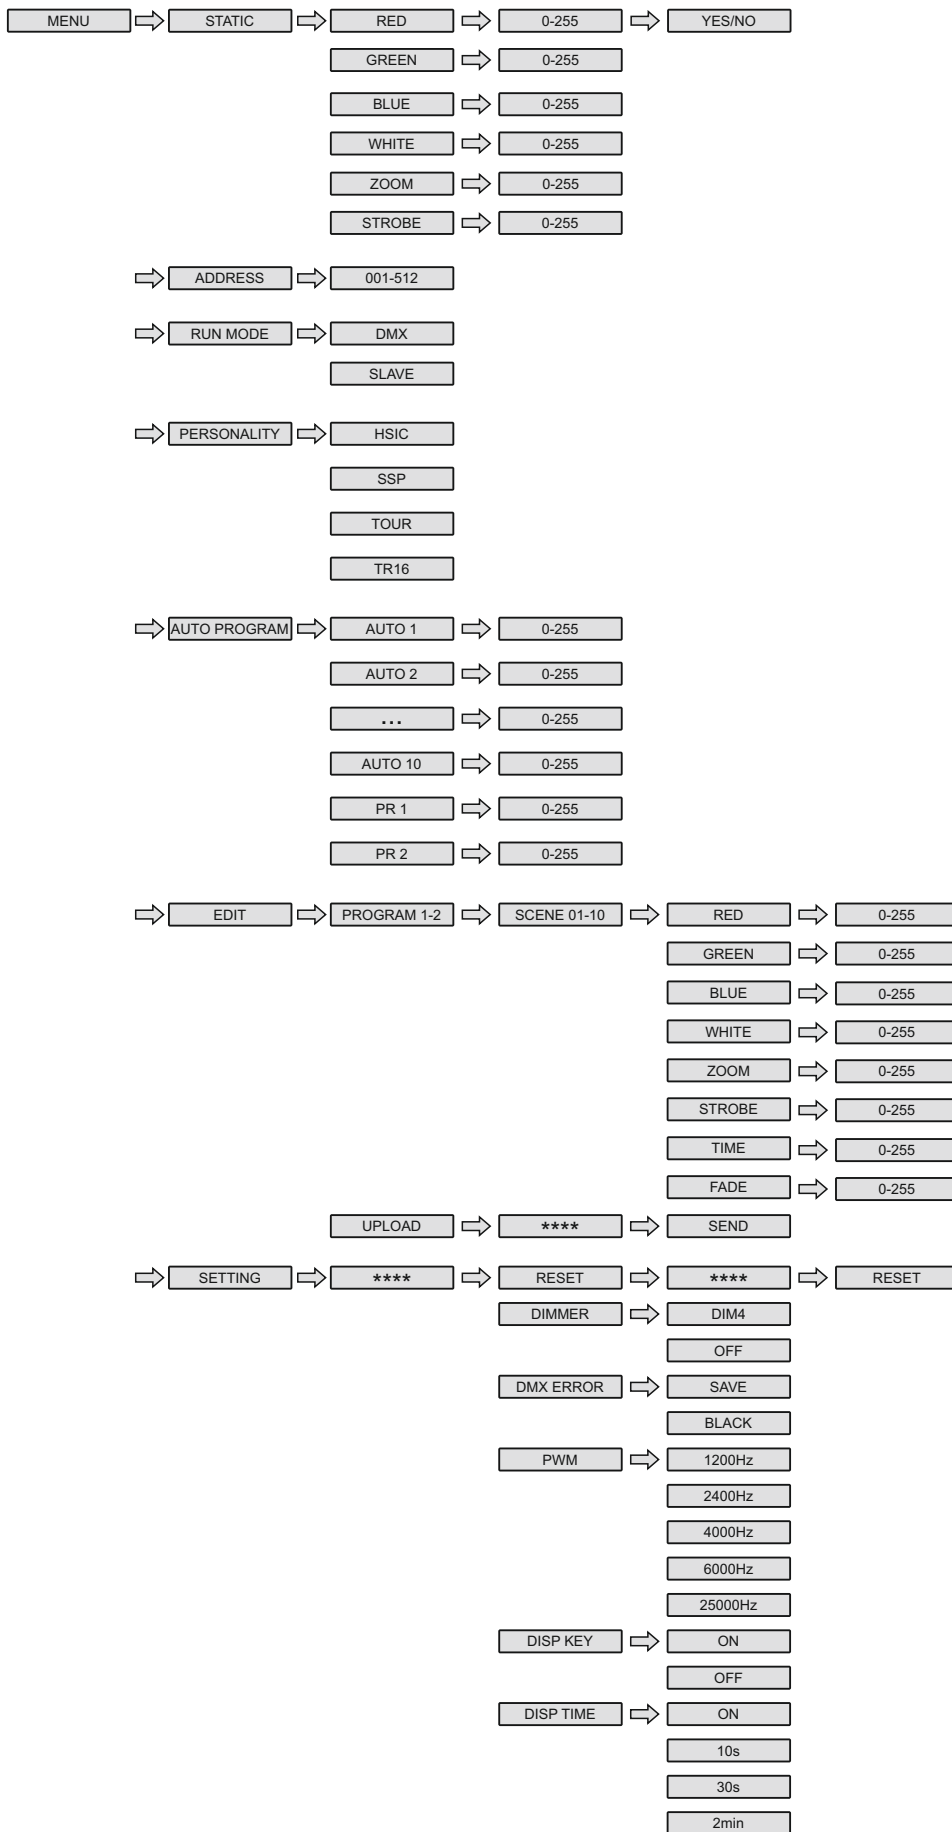 MENU STATIC RED 0-255 YES/NO
GREEN 0-255
BLUE 0-255
WHITE 0-255
ZOOM 0-255
STROBE 0-255
ADDRESS 001-512
RUN MODE DMX
SLAVE
PERSONALITY HSIC
SSP
TOUR
TR16
AUTO PROGRAM AUTO 1 0-255
AUTO 2 0-255
... 0-255
AUTO 10 0-255
PR 1 0-255
PR 2 0-255
EDIT PROGRAM 1-2 SCENE 01-10 RED 0-255
GREEN 0-255
BLUE 0-255
WHITE 0-255
ZOOM 0-255
STROBE 0-255
TIME 0-255
FADE 0-255
UPLOAD **** SEND
SETTING **** RESET **** RESET
DIMMER DIM4
OFF
DMX ERROR SAVE
BLACK
PWM 1200Hz
2400Hz
4000Hz
6000Hz
25000Hz
DISP KEY ON
OFF
DISP TIME ON
10s
30s
2min